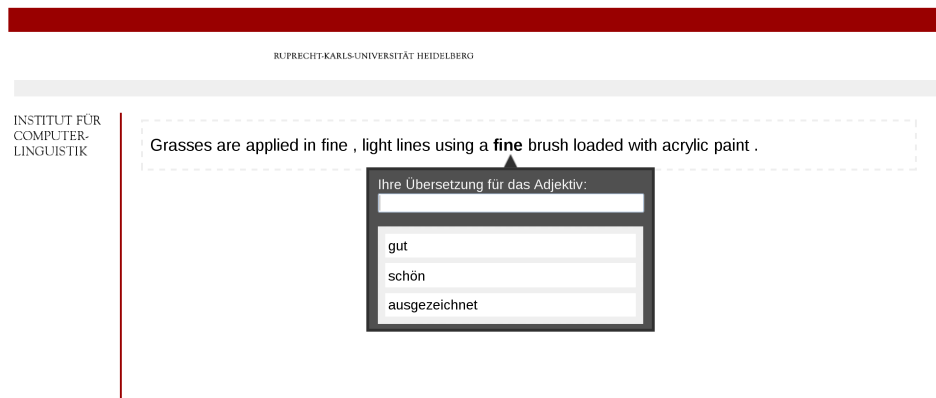 RUPRECHT-KARLS-UNIVERSITÄT HEIDELBERG
INSTITUT FÜR
COMPUTER-
LINGUISTIK
Grasses are applied in fine , light lines using a fine brush loaded with acrylic paint .
Ihre Übersetzung für das Adjektiv:
gut
schön
ausgezeichnet